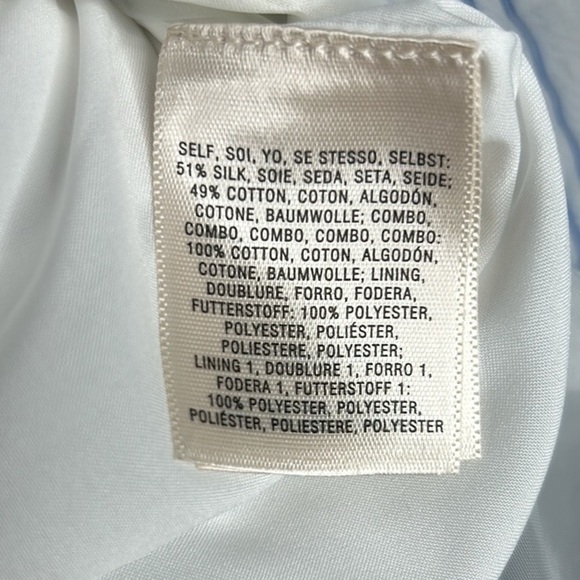 SELF, SOI, YO, SE STESSO, SELBST:
51% SILK, SOIE, SEDA, SETA, SEIDE;
49% COTTON, COTON, ALGODÓN,
COTONE, BAUMWOLLE; COMBO,
COMBO, COMBO, COMBO, COMBO:
100% COTTON, COTON, ALGODÓN,
COTONE, BAUMWOLLE; LINING,
DOUBLURE, FORRO, FODERA,
FUTTERSTOFF: 100% POLYESTER,
POLYESTER, POLIÉSTER,
POLIESTERE, POLYESTER;
LINING 1, DOUBLURE 1, FORRO 1,
FODERA 1, FUTTERSTOFF 1:
100% POLYESTER, POLYESTER,
POLIÉSTER, POLIESTERE, POLYESTER